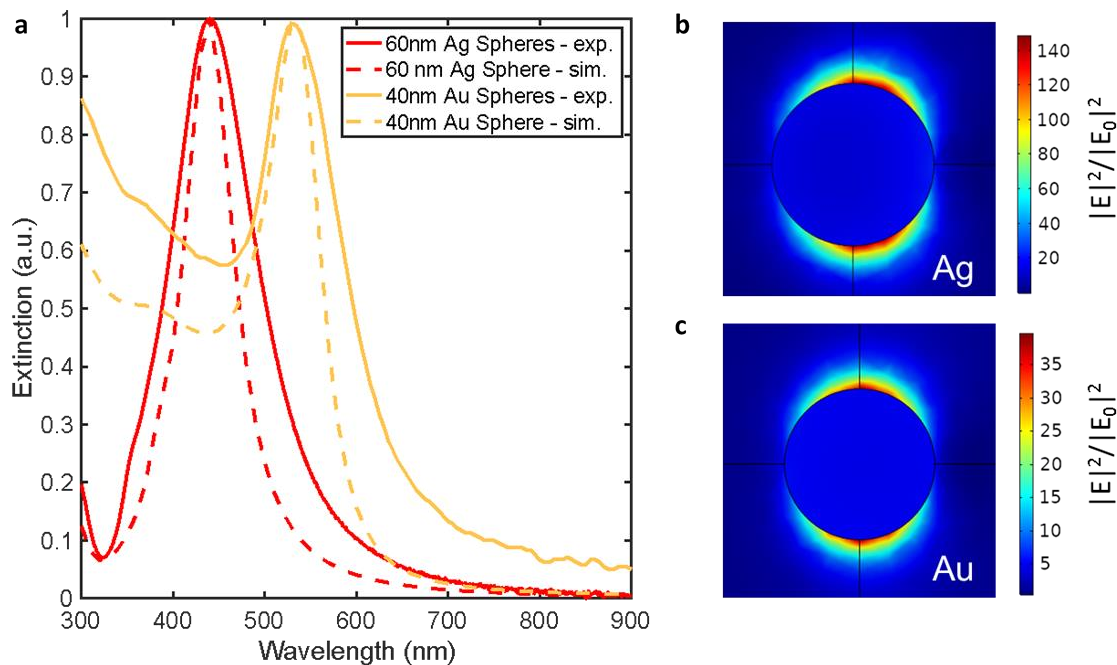 a
1
0.9
0.8
0.7
0.6
0.5
0.4
0.3
0.2
0.1
0
Extinction (a.u.)
300 400 500 600 700 800 900
Wavelength (nm)
60nm Ag Spheres - exp.
60 nm Ag Sphere - sim.
40nm Au Spheres - exp.
40nm Au Sphere - sim.
b
Ag
140
120
100
80
60
40
20
|E|²/|E₀|²
c
Au
35
30
25
20
15
10
5
|E|²/|E₀|²